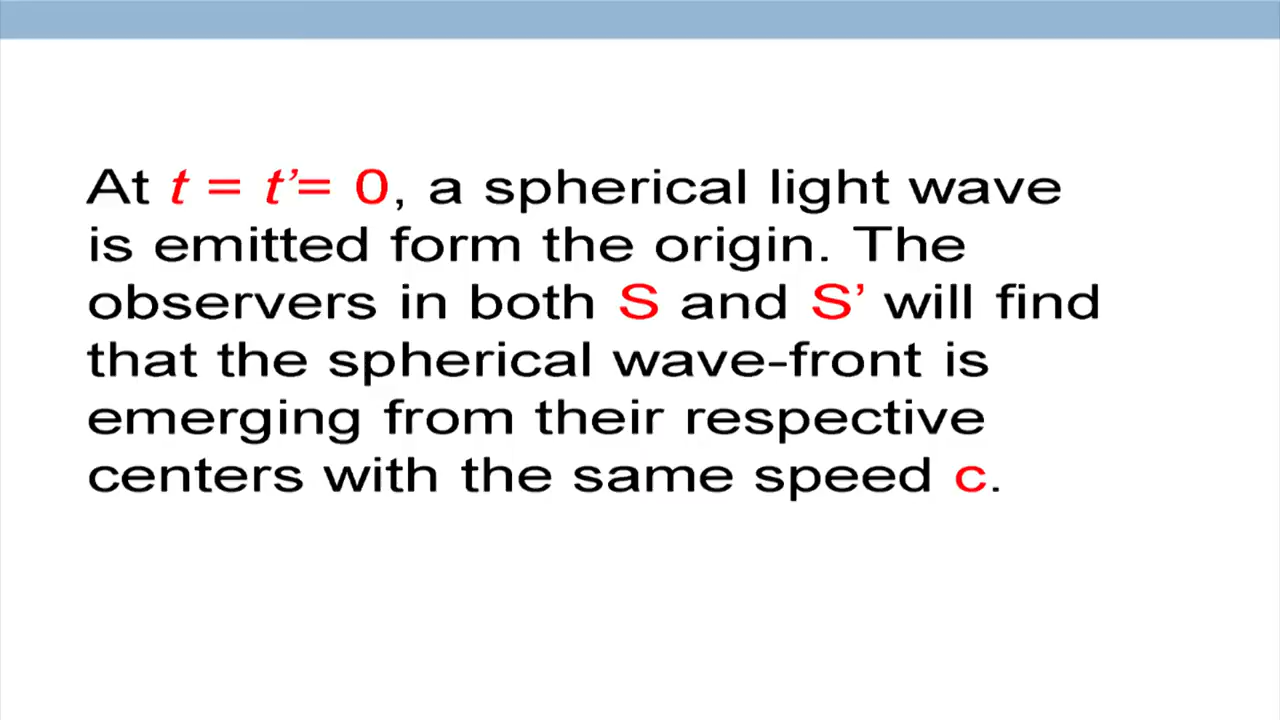 At t = t’= 0, a spherical light wave
is emitted form the origin. The
observers in both S and S’ will find
that the spherical wave-front is
emerging from their respective
centers with the same speed c.